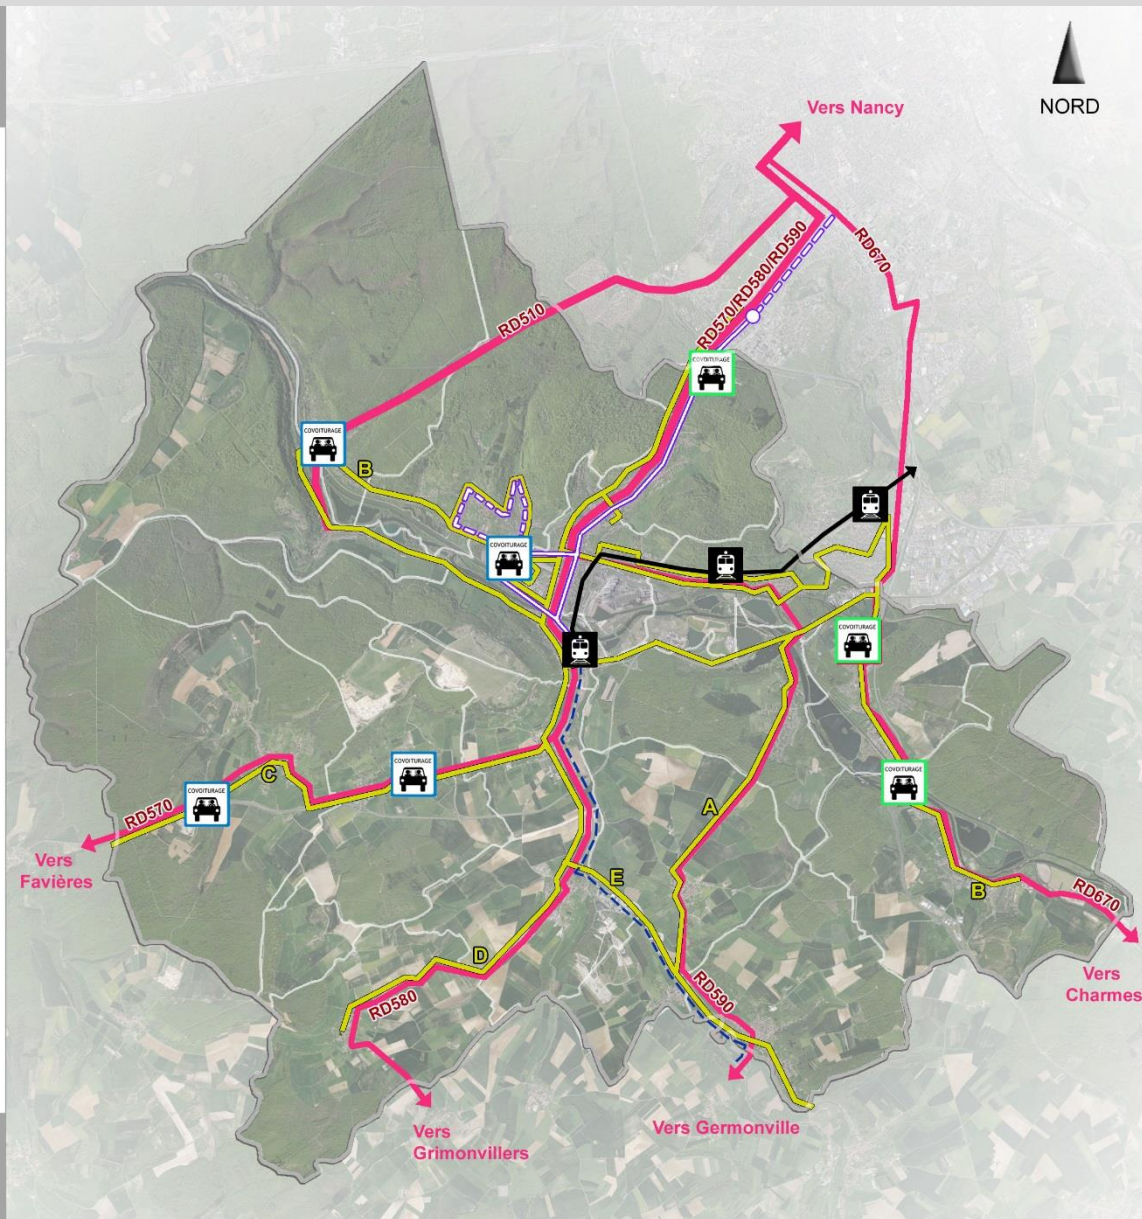 NORD
Vers Nancy
RD570/RD580/RD590
RD670
RD510
COVOITURAGE
COVOITURAGE
B
COVOITURAGE
COVOITURAGE
C
COVOITURAGE
COVOITURAGE
COVOITURAGE
RD570
A
Vers
Favières
E
B
RD670
D
Vers
Charmes
RD580
RD590
Vers
Grimonvillers
Vers Germonville